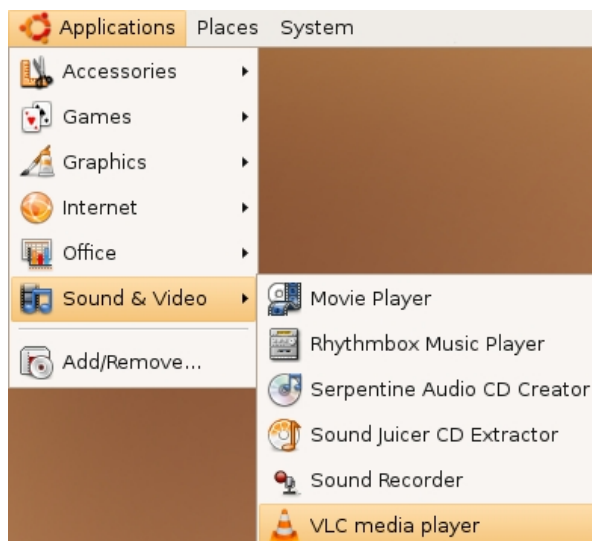 Applications Places System
Accessories
Games
Graphics
Internet
Office
Sound & Video
Add/Remove...
Movie Player
Rhythmbox Music Player
Serpentine Audio CD Creator
Sound Juicer CD Extractor
Sound Recorder
VLC media player